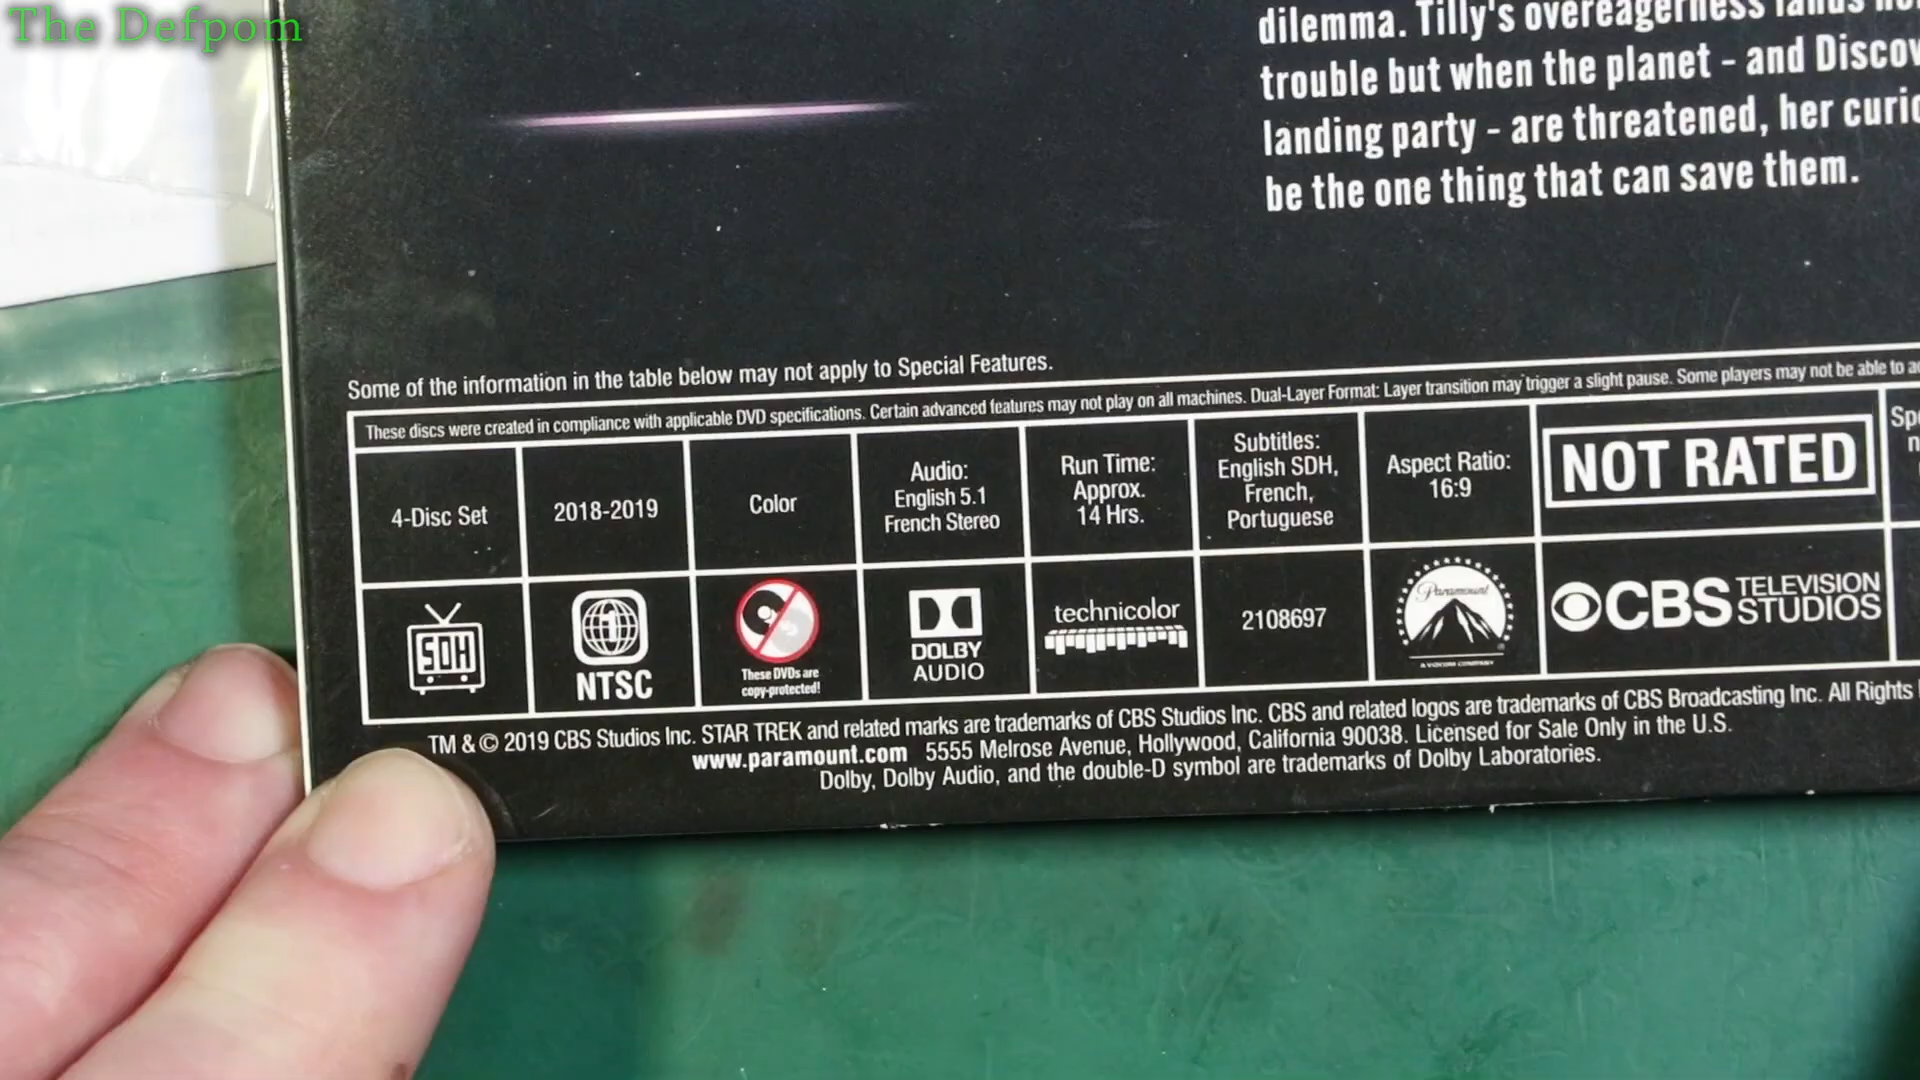 The Defpom
dilemma. Tilly's overeagerness lands
trouble but when the planet - and
landing party - are threatened, her
be the one thing that can save them.
Some of the information in the table below may not apply to Special Features.
These discs were created in compliance with applicable DVD specifications. Certain advanced features may not play on all machines. Dual-Layer Format: Layer transition may trigger a slight pause. Some players may not be able to
4-Disc Set
2018-2019
Color
Audio:
English 5.1
French Stereo
Run Time:
Approx.
14 Hrs.
Subtitles:
English SDH,
French,
Portuguese
Aspect Ratio:
16:9
NOT RATED
SDH
1
NTSC
These DVDs are
copy-protected!
DOLBY
AUDIO
technicolor
2108697
Paramount
A VIACOM COMPANY
CBS TELEVISION
STUDIOS
TM & © 2019 CBS Studios Inc. STAR TREK and related marks are trademarks of CBS Studios Inc. CBS and related logos are trademarks of CBS Broadcasting Inc. All Rights
www.paramount.com 5555 Melrose Avenue, Hollywood, California 90038. Licensed for Sale Only in the U.S.
Dolby, Dolby Audio, and the double-D symbol are trademarks of Dolby Laboratories.